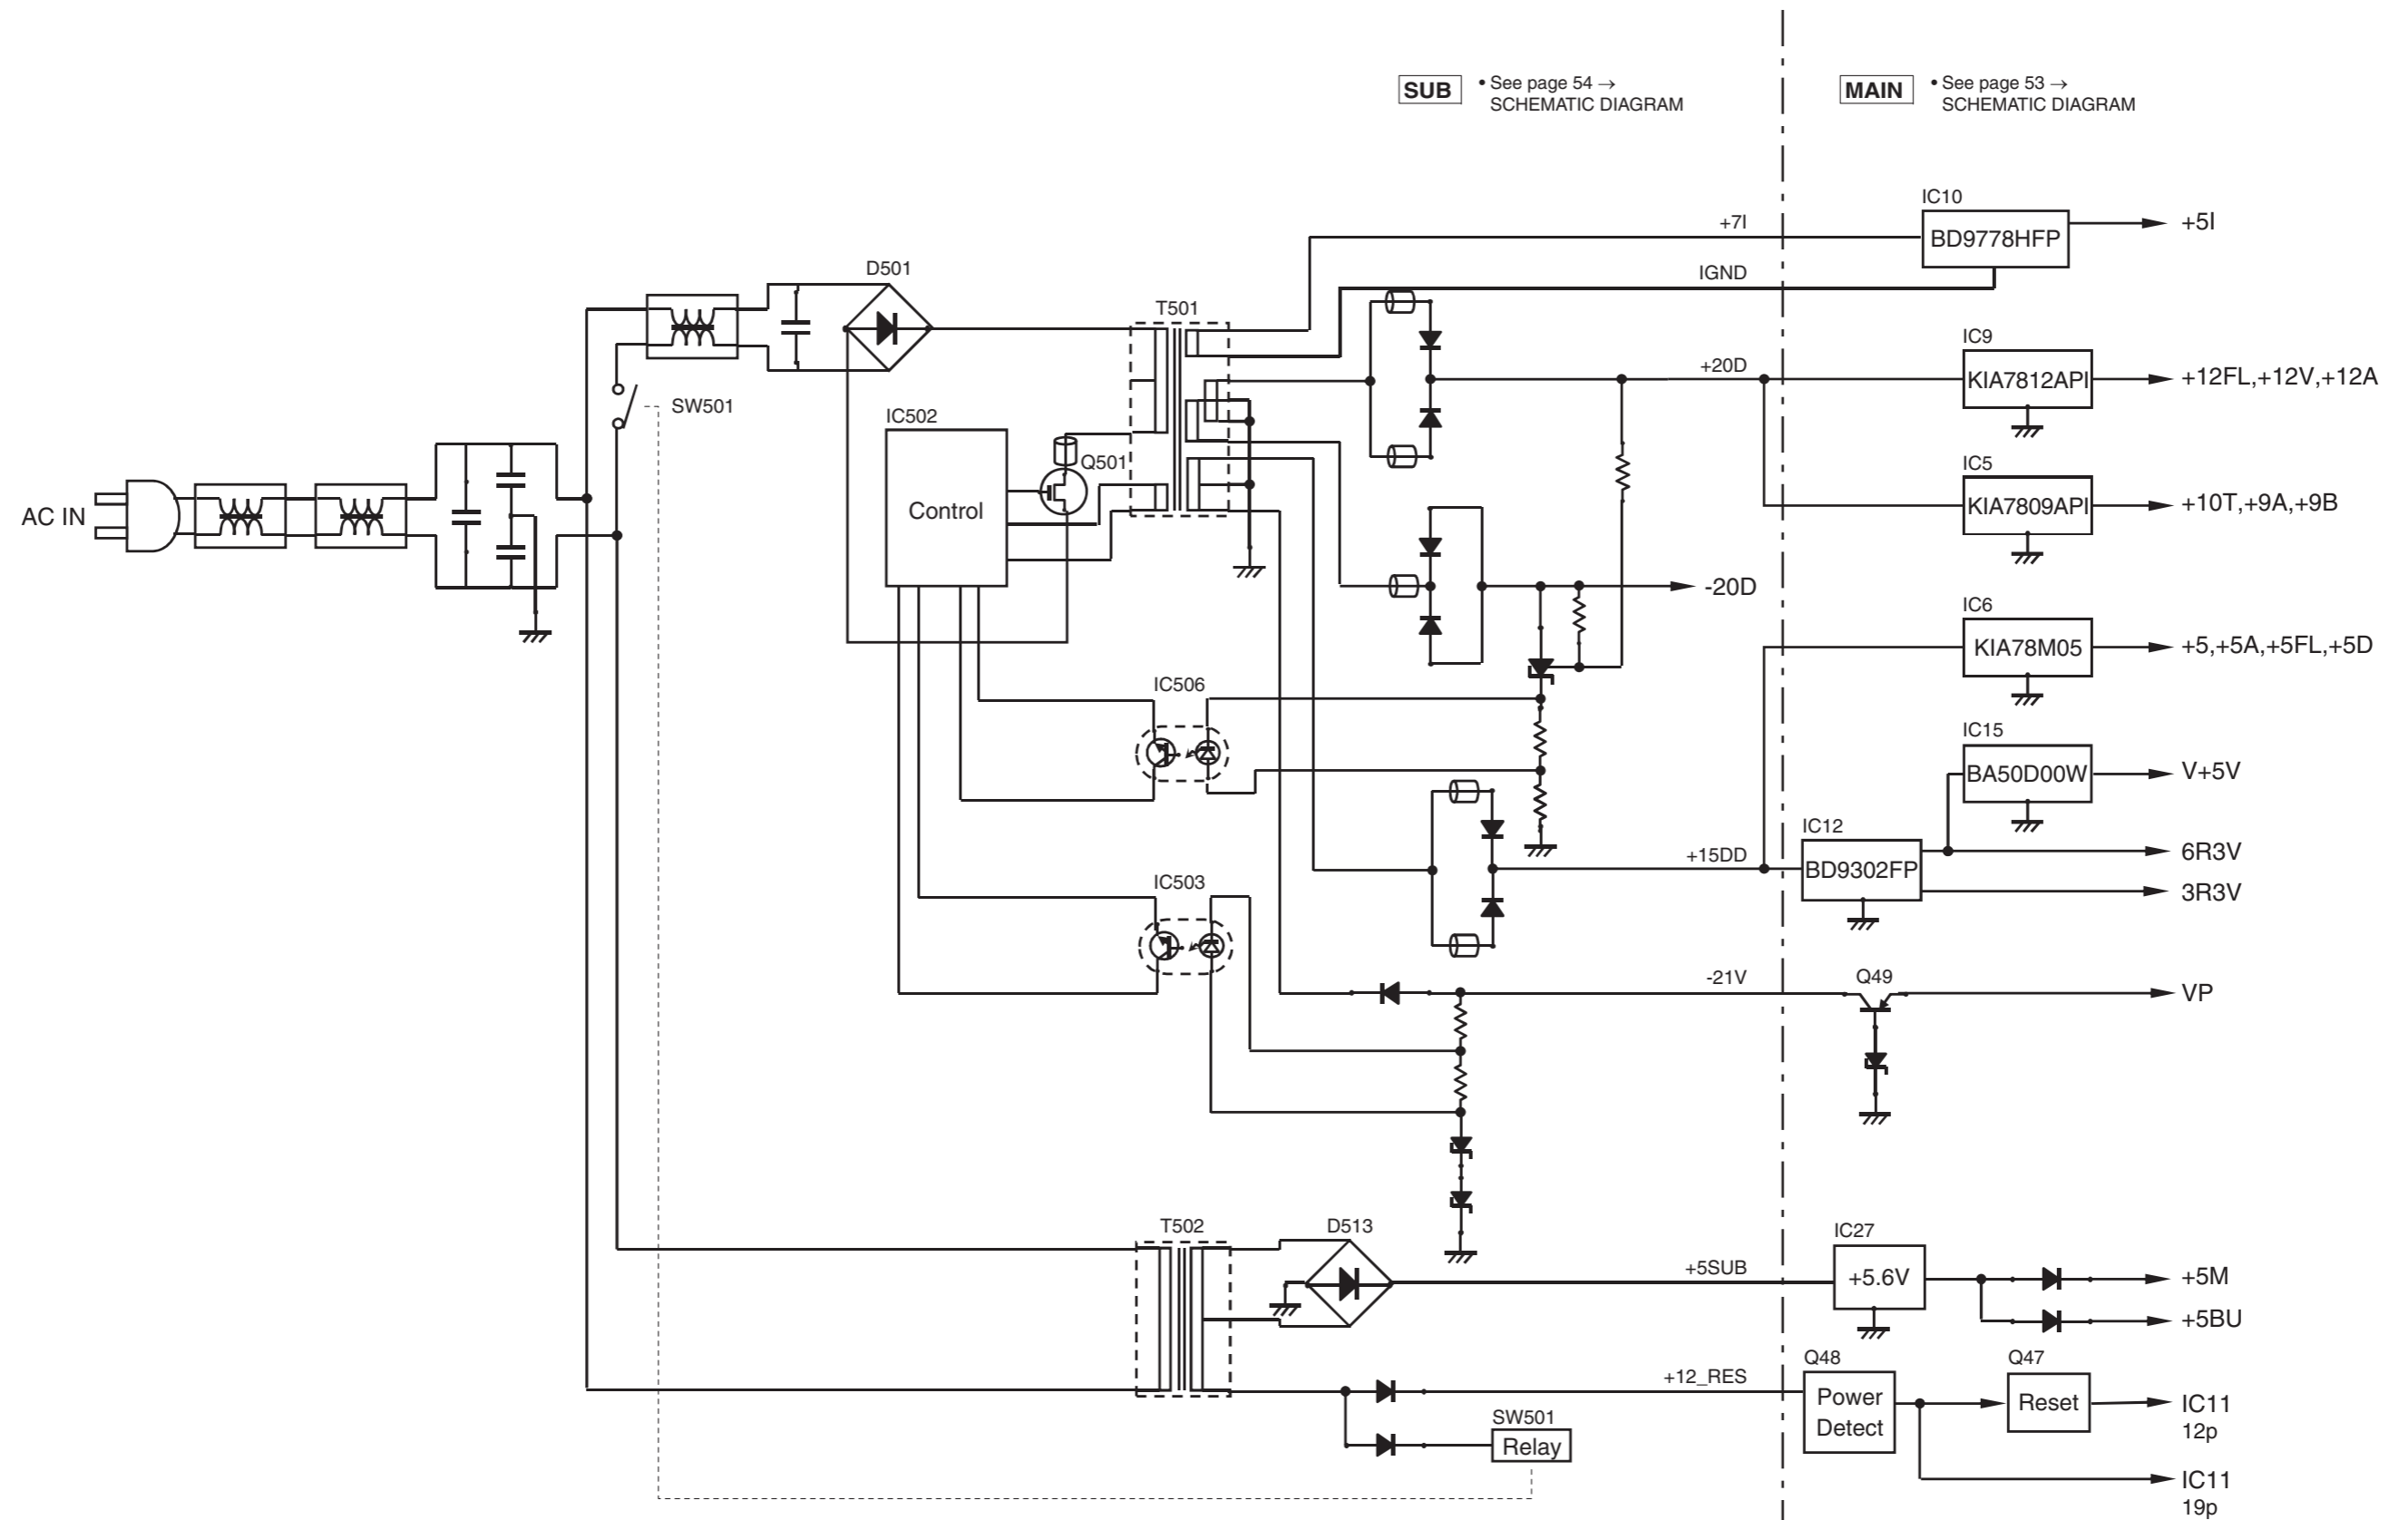 SUB
• See page 54 →
SCHEMATIC DIAGRAM
MAIN
• See page 53 →
SCHEMATIC DIAGRAM
IC10
BD9778HFP
+5I
+7I
IGND
D501
T501
IC9
KIA7812API
+12FL,+12V,+12A
+20D
SW501
IC502
Control
Q501
IC5
KIA7809API
+10T,+9A,+9B
AC IN
-20D
IC6
KIA78M05
+5,+5A,+5FL,+5D
IC506
IC15
BA50D00W
V+5V
IC12
BD9302FP
6R3V
3R3V
+15DD
IC503
-21V
Q49
VP
T502
D513
IC27
+5.6V
+5SUB
+5M
+5BU
+12_RES
Q48
Power
Detect
Q47
Reset
IC11
12p
SW501
Relay
IC11
19p